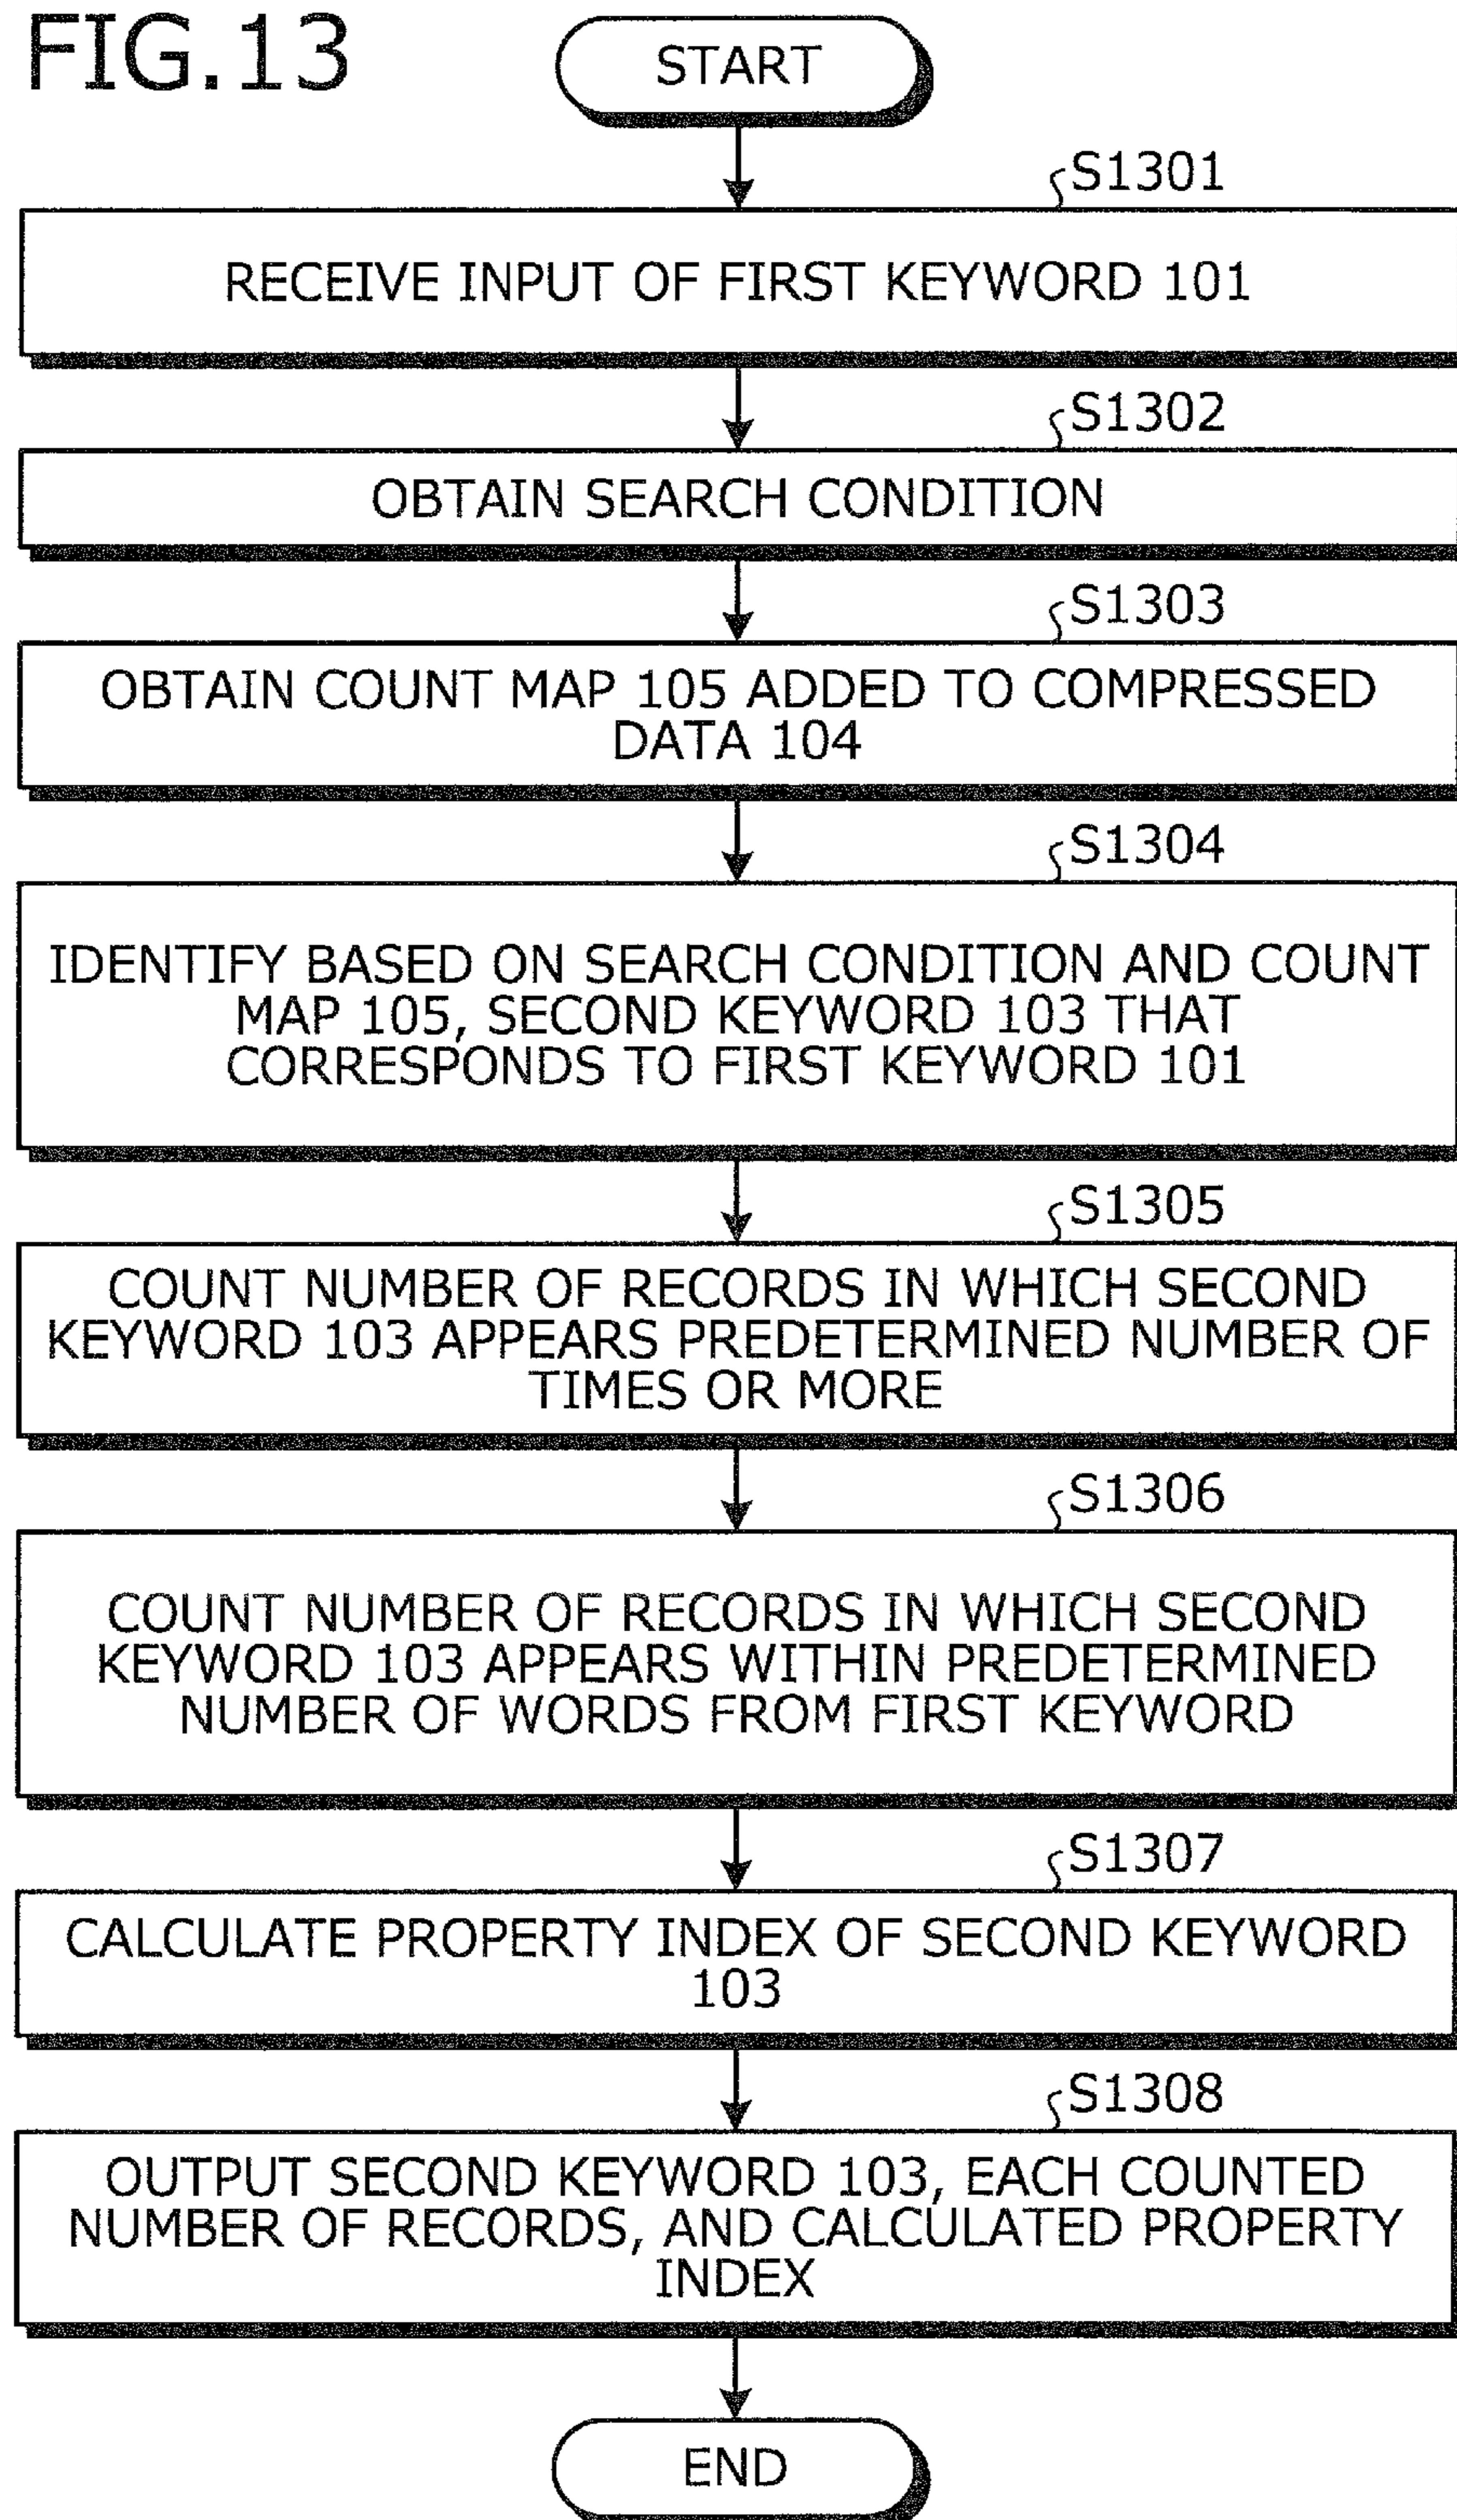 FIG.13
START
S1301
RECEIVE INPUT OF FIRST KEYWORD 101
S1302
OBTAIN SEARCH CONDITION
S1303
OBTAIN COUNT MAP 105 ADDED TO COMPRESSED
DATA 104
S1304
IDENTIFY BASED ON SEARCH CONDITION AND COUNT
MAP 105, SECOND KEYWORD 103 THAT
CORRESPONDS TO FIRST KEYWORD 101
S1305
COUNT NUMBER OF RECORDS IN WHICH SECOND
KEYWORD 103 APPEARS PREDETERMINED NUMBER OF
TIMES OR MORE
S1306
COUNT NUMBER OF RECORDS IN WHICH SECOND
KEYWORD 103 APPEARS WITHIN PREDETERMINED
NUMBER OF WORDS FROM FIRST KEYWORD
S1307
CALCULATE PROPERTY INDEX OF SECOND KEYWORD
103
S1308
OUTPUT SECOND KEYWORD 103, EACH COUNTED
NUMBER OF RECORDS, AND CALCULATED PROPERTY
INDEX
END